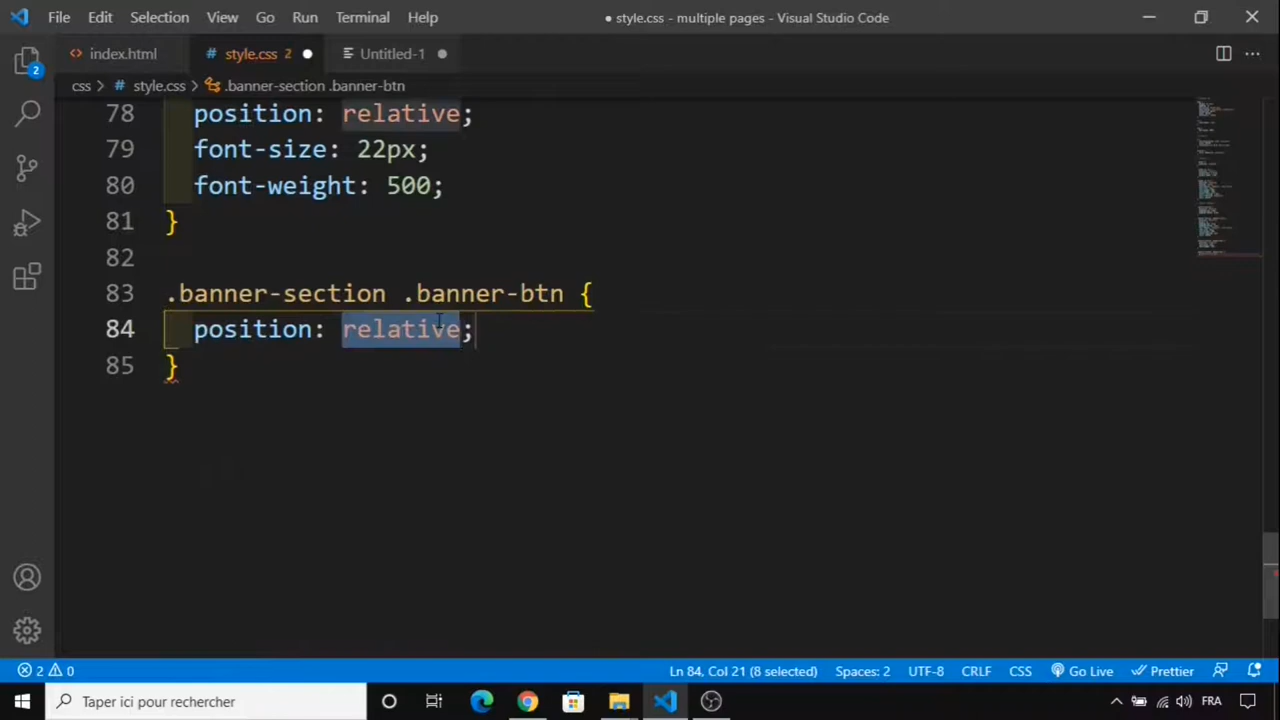 File Edit Selection View Go Run Terminal Help ● style.css - multiple pages - Visual Studio Code
<> index.html # style.css 2 ● Untitled-1 ●
css > # style.css > .banner-section .banner-btn
2
78 position: relative;
79 font-size: 22px;
80 font-weight: 500;
81 }
82
83 .banner-section .banner-btn {
84 position: relative;
85 }
2 0 Ln 84, Col 21 (8 selected) Spaces: 2 UTF-8 CRLF CSS Go Live Prettier
Taper ici pour rechercher FRA